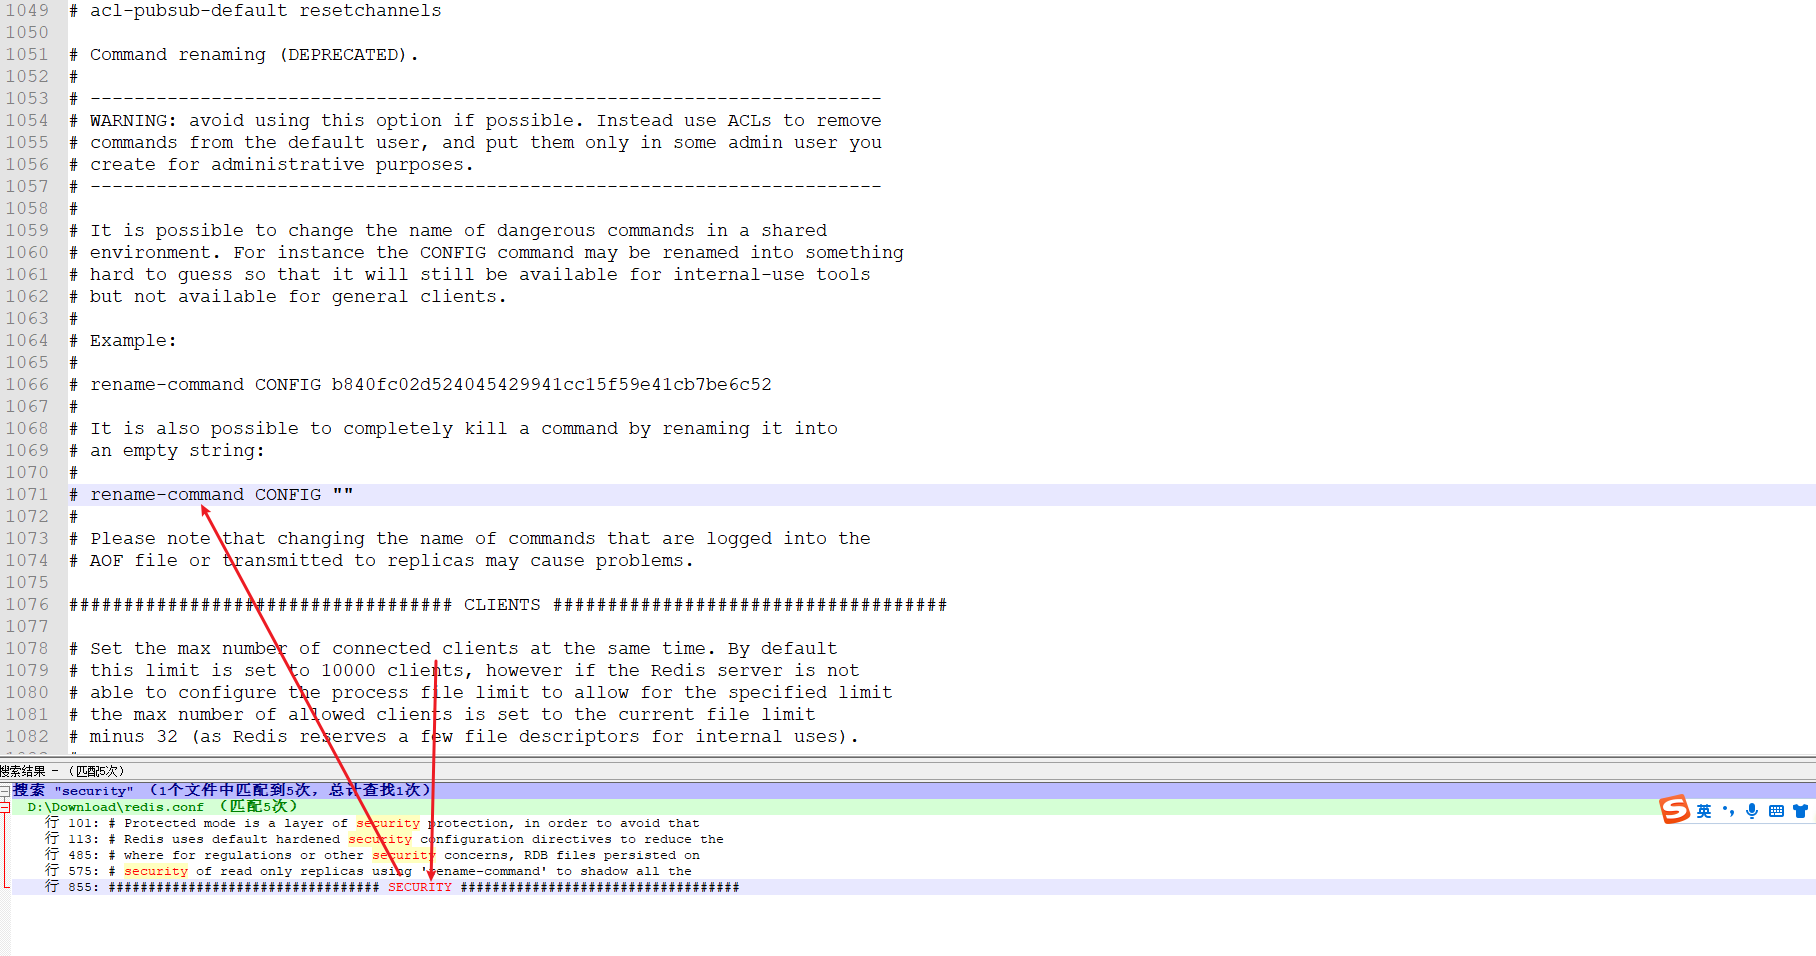 1049 # acl-pubsub-default resetchannels
1050
1051 # Command renaming (DEPRECATED).
1052 #
1053 # ------------------------------------------------------------------------
1054 # WARNING: avoid using this option if possible. Instead use ACLs to remove
1055 # commands from the default user, and put them only in some admin user you
1056 # create for administrative purposes.
1057 # ------------------------------------------------------------------------
1058 #
1059 # It is possible to change the name of dangerous commands in a shared
1060 # environment. For instance the CONFIG command may be renamed into something
1061 # hard to guess so that it will still be available for internal-use tools
1062 # but not available for general clients.
1063 #
1064 # Example:
1065 #
1066 # rename-command CONFIG b840fc02d524045429941cc15f59e41cb7be6c52
1067 #
1068 # It is also possible to completely kill a command by renaming it into
1069 # an empty string:
1070 #
1071 # rename-command CONFIG ""
1072 #
1073 # Please note that changing the name of commands that are logged into the
1074 # AOF file or transmitted to replicas may cause problems.
1075
1076 ################################### CLIENTS ####################################
1077
1078 # Set the max number of connected clients at the same time. By default
1079 # this limit is set to 10000 clients, however if the Redis server is not
1080 # able to configure the process file limit to allow for the specified limit
1081 # the max number of allowed clients is set to the current file limit
1082 # minus 32 (as Redis reserves a few file descriptors for internal uses).
搜索结果 - （匹配5次）
搜索 "security" （1个文件中匹配到5次，总计查找1次）
D:\Download\redis.conf （匹配5次）
行 101: # Protected mode is a layer of security protection, in order to avoid that
行 113: # Redis uses default hardened security configuration directives to reduce the
行 485: # where for regulations or other security concerns, RDB files persisted on
行 575: # security of read only replicas using 'rename-command' to shadow all the
行 855: ################################## SECURITY ###################################
英